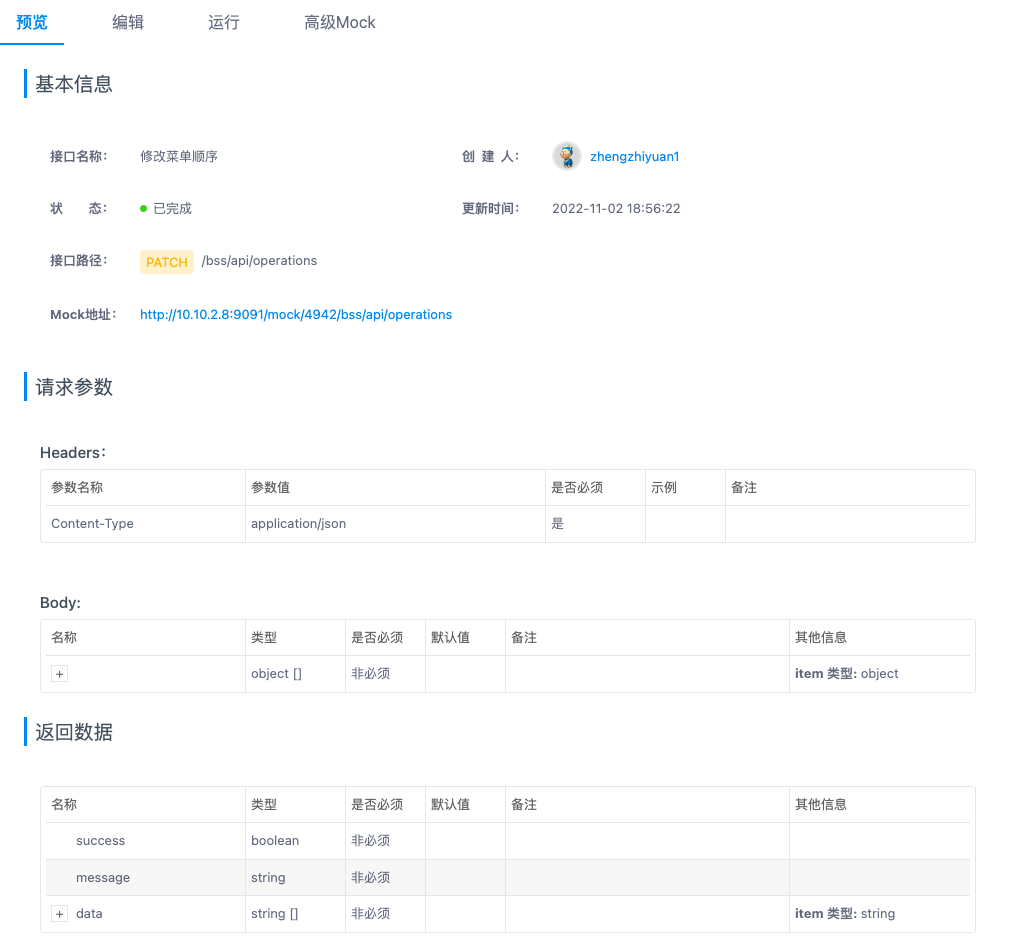 预览 编辑 运行 高级Mock
基本信息
接口名称： 修改菜单顺序 创 建 人： zhengzhiyuan1
状 态： 已完成 更新时间： 2022-11-02 18:56:22
接口路径： PATCH /bss/api/operations
Mock地址： http://10.10.2.8:9091/mock/4942/bss/api/operations
请求参数
Headers：
参数名称 参数值 是否必须 示例 备注
Content-Type application/json 是
Body:
名称 类型 是否必须 默认值 备注 其他信息
+ object [] 非必须 item 类型: object
返回数据
名称 类型 是否必须 默认值 备注 其他信息
success boolean 非必须
message string 非必须
+ data string [] 非必须 item 类型: string